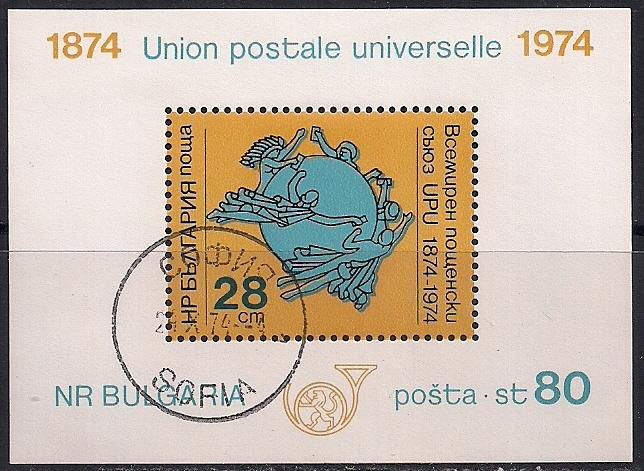 1874 Union postale universelle 1974
НР БЪЛГАРИЯ поща
Всемирен пощенски
съюз UPU 1874-1974
28
cm
СОФИЯ
SOFIA
NR BULGARIA
pošta · st 80